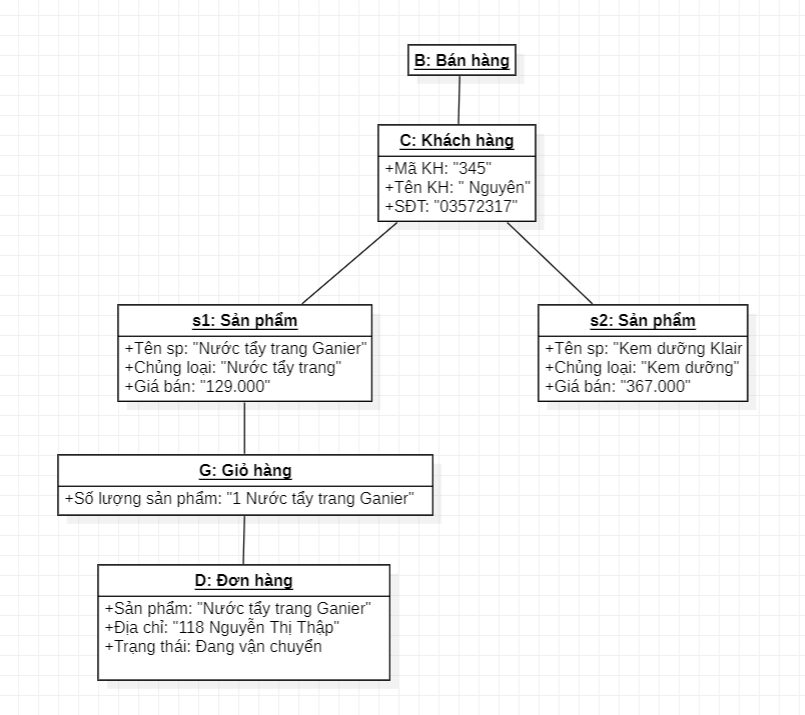 B: Bán hàng
C: Khách hàng
+Mã KH: "345"
+Tên KH: " Nguyên"
+SĐT: "03572317"
s1: Sản phẩm
+Tên sp: "Nước tẩy trang Ganier"
+Chủng loại: "Nước tẩy trang"
+Giá bán: "129.000"
s2: Sản phẩm
+Tên sp: "Kem dưỡng Klair
+Chủng loại: "Kem dưỡng"
+Giá bán: "367.000"
G: Giỏ hàng
+Số lượng sản phẩm: "1 Nước tẩy trang Ganier"
D: Đơn hàng
+Sản phẩm: "Nước tẩy trang Ganier"
+Địa chỉ: "118 Nguyễn Thị Thập"
+Trạng thái: Đang vận chuyển